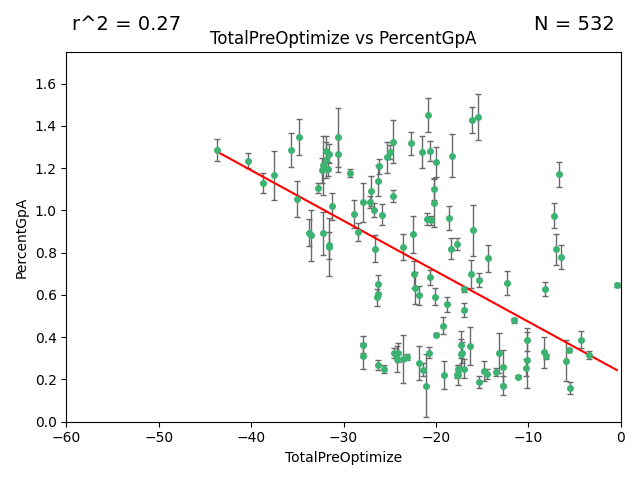 r^2 = 0.27
N = 532
TotalPreOptimize vs PercentGpA
PercentGpA
1.6
1.4
1.2
1.0
0.8
0.6
0.4
0.2
0.0
−60 −50 −40 −30 −20 −10 0
TotalPreOptimize